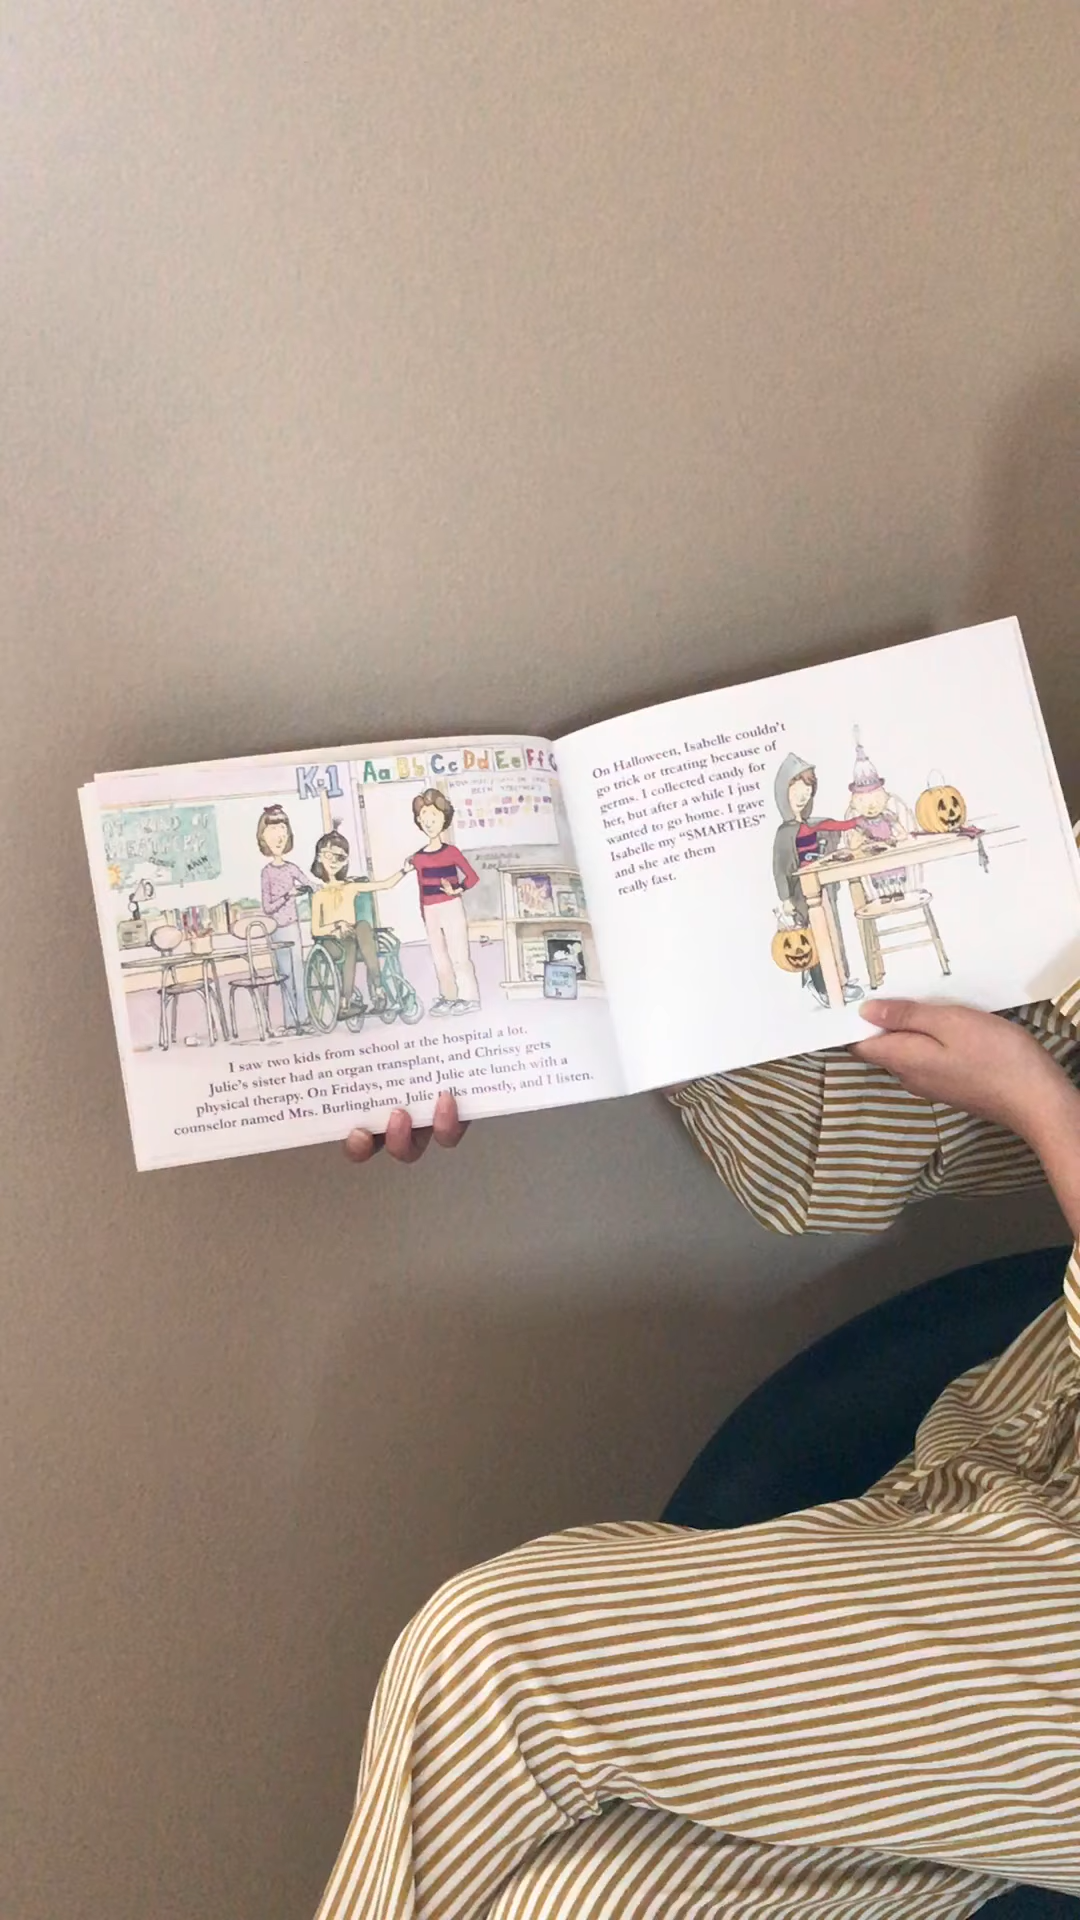 K-1
Aa Bb Cc Dd Ee Ff G
RAIN
I saw two kids from school at the hospital a lot.
Julie's sister had an organ transplant, and Chrissy gets
physical therapy. On Fridays, me and Julie ate lunch with a
counselor named Mrs. Burlingham. Julie talks mostly, and I listen.
On Halloween, Isabelle couldn't
go trick or treating because of
germs. I collected candy for
her, but after a while I just
wanted to go home. I gave
Isabelle my "SMARTIES"
and she ate them
really fast.